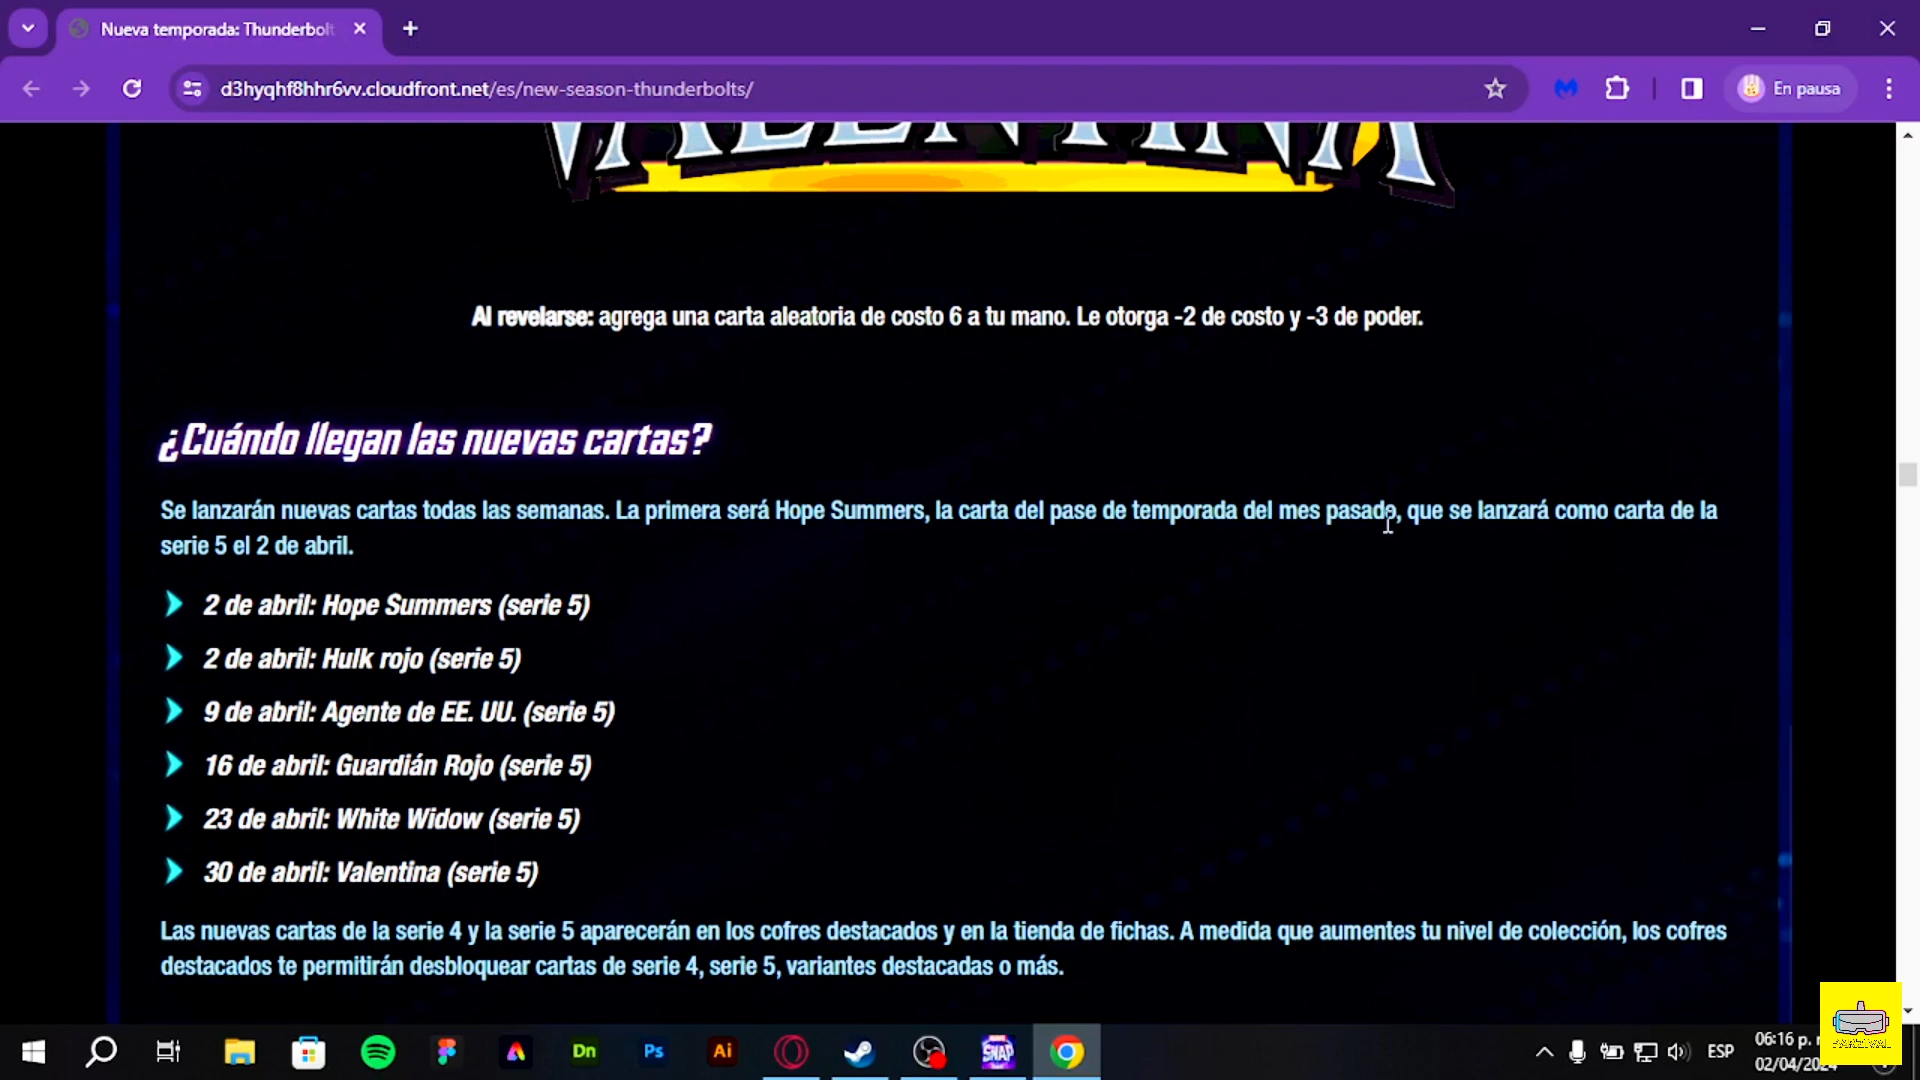 Nueva temporada: Thunderbolt
d3hyqhf8hhr6vv.cloudfront.net/es/new-season-thunderbolts/
En pausa
VALENTINA
Al revelarse: agrega una carta aleatoria de costo 6 a tu mano. Le otorga -2 de costo y -3 de poder.
¿Cuándo llegan las nuevas cartas?
Se lanzarán nuevas cartas todas las semanas. La primera será Hope Summers, la carta del pase de temporada del mes pasado, que se lanzará como carta de la
serie 5 el 2 de abril.
2 de abril: Hope Summers (serie 5)
2 de abril: Hulk rojo (serie 5)
9 de abril: Agente de EE. UU. (serie 5)
16 de abril: Guardián Rojo (serie 5)
23 de abril: White Widow (serie 5)
30 de abril: Valentina (serie 5)
Las nuevas cartas de la serie 4 y la serie 5 aparecerán en los cofres destacados y en la tienda de fichas. A medida que aumentes tu nivel de colección, los cofres
destacados te permitirán desbloquear cartas de serie 4, serie 5, variantes destacadas o más.
Dn
Ps
Ai
SNAP
ESP
06:16 p.
02/04/2024
PARZIVAL